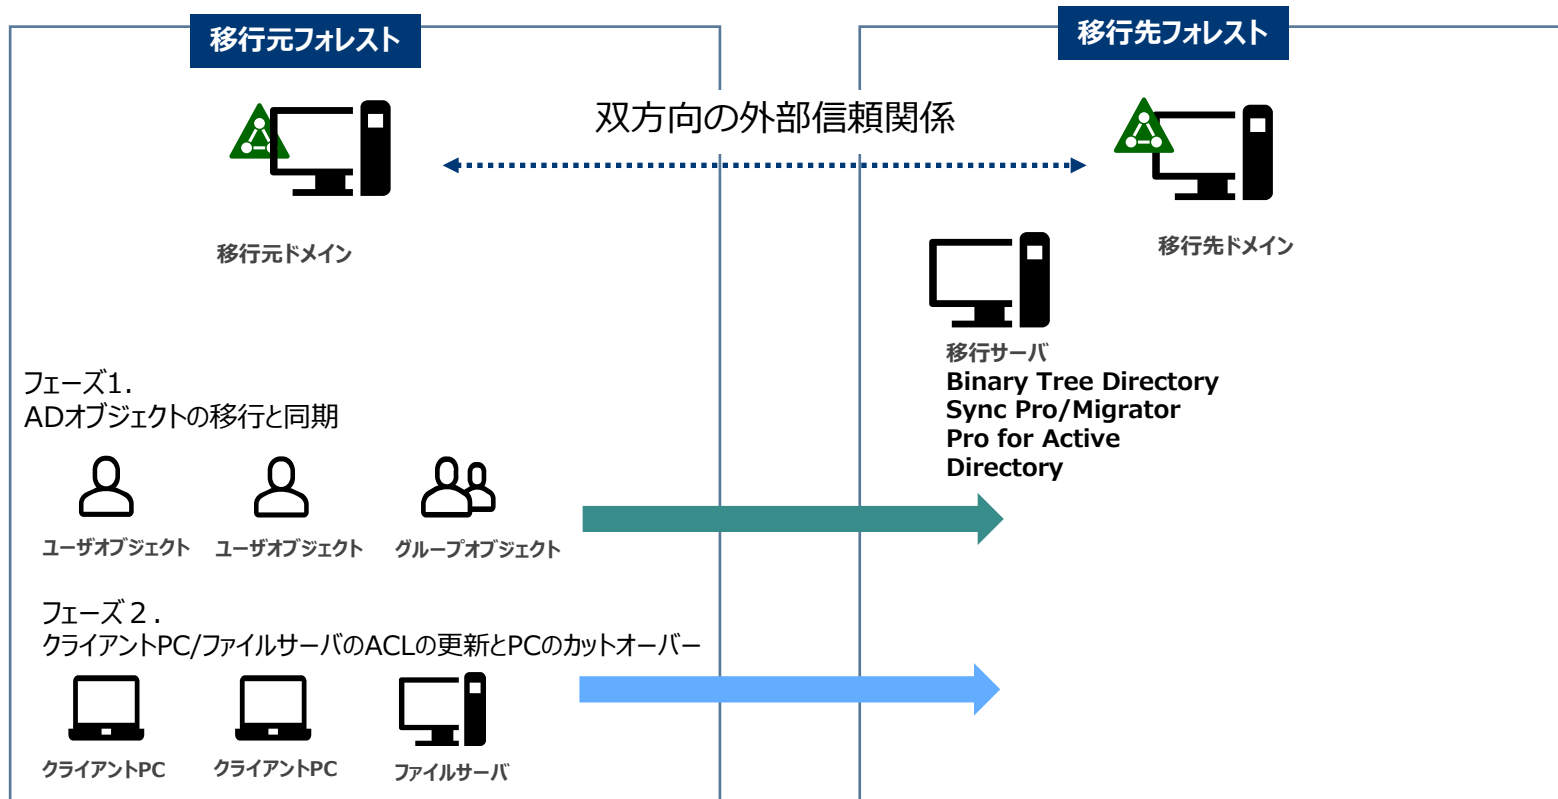 移行元フォレスト
移行先フォレスト
双方向の外部信頼関係
移行元ドメイン
移行先ドメイン
移行サーバ
Binary Tree Directory
Sync Pro/Migrator
Pro for Active
Directory
フェーズ1.
ADオブジェクトの移行と同期
ユーザオブジェクト
ユーザオブジェクト
グループオブジェクト
フェーズ２.
クライアントPC/ファイルサーバのACLの更新とPCのカットオーバー
クライアントPC
クライアントPC
ファイルサーバ